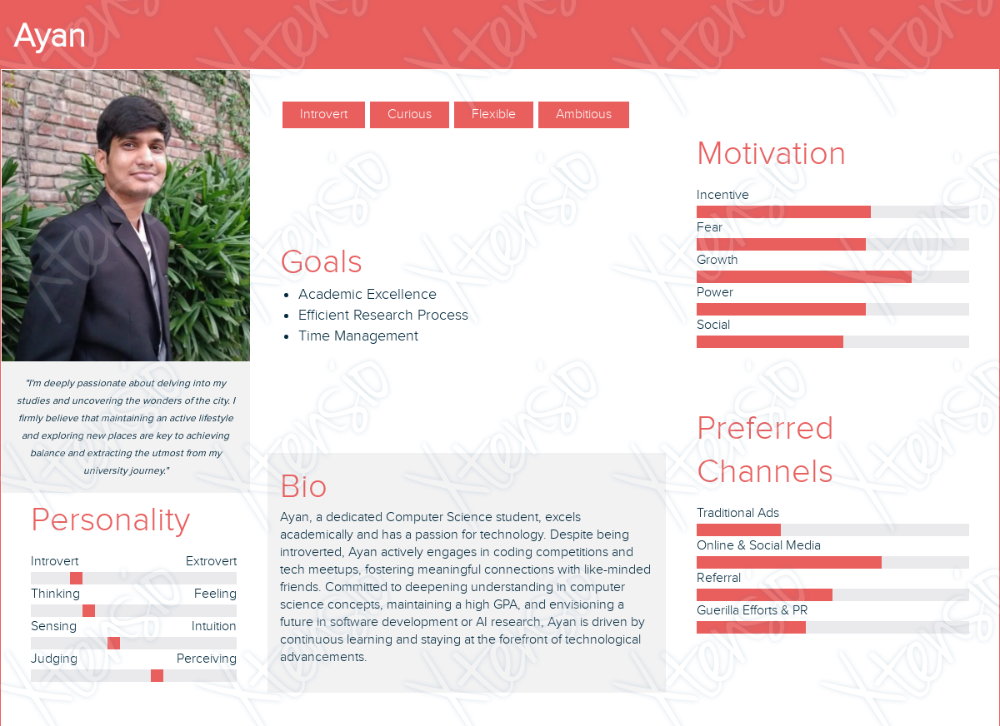 Ayan
Introvert
Curious
Flexible
Ambitious
"I'm deeply passionate about delving into my
studies and uncovering the wonders of the city. I
firmly believe that maintaining an active lifestyle
and exploring new places are key to achieving
balance and extracting the utmost from my
university journey."
Personality
Introvert Extrovert
Thinking Feeling
Sensing Intuition
Judging Perceiving
Goals
Academic Excellence
Efficient Research Process
Time Management
Bio
Ayan, a dedicated Computer Science student, excels
academically and has a passion for technology. Despite being
introverted, Ayan actively engages in coding competitions and
tech meetups, fostering meaningful connections with like-minded
friends. Committed to deepening understanding in computer
science concepts, maintaining a high GPA, and envisioning a
future in software development or AI research, Ayan is driven by
continuous learning and staying at the forefront of technological
advancements.
Motivation
Incentive
Fear
Growth
Power
Social
Preferred
Channels
Traditional Ads
Online & Social Media
Referral
Guerilla Efforts & PR
Xtensio